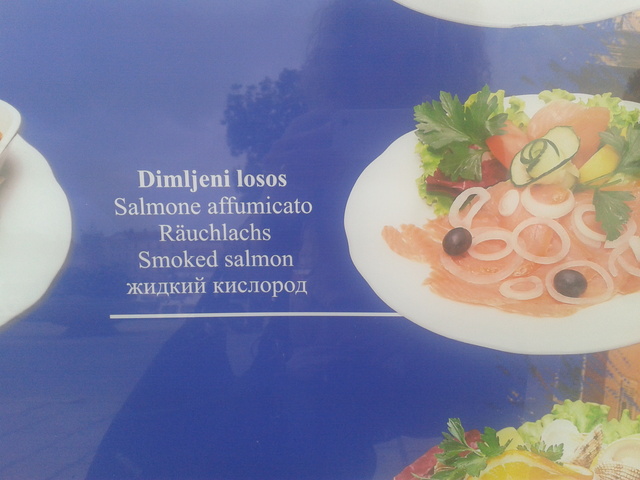 Dimljeni losos
Salmone affumicato
Räuchlachs
Smoked salmon
жидкий кислород